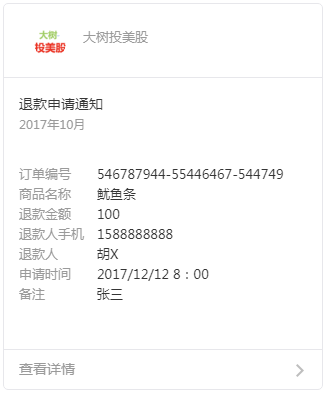 大树·
投美股
大树投美股
退款申请通知
2017年10月
订单编号 546787944-55446467-544749
商品名称 鱿鱼条
退款金额 100
退款人手机 1588888888
退款人 胡X
申请时间 2017/12/12 8：00
备注 张三
查看详情